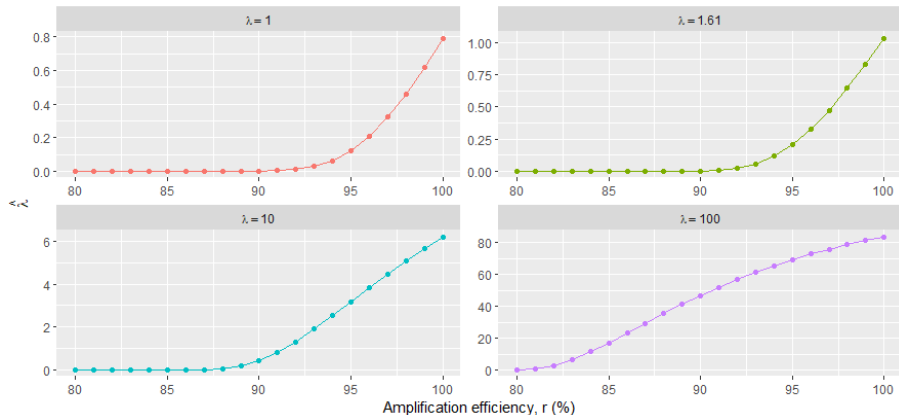 λ = 1
λ = 1.61
0.8
0.6
0.4
0.2
0.0
1.00
0.75
0.50
0.25
0.00
80 85 90 95 100
80 85 90 95 100
λ̂
λ = 10
λ = 100
6
4
2
0
80
60
40
20
0
80 85 90 95 100
80 85 90 95 100
Amplification efficiency, r (%)